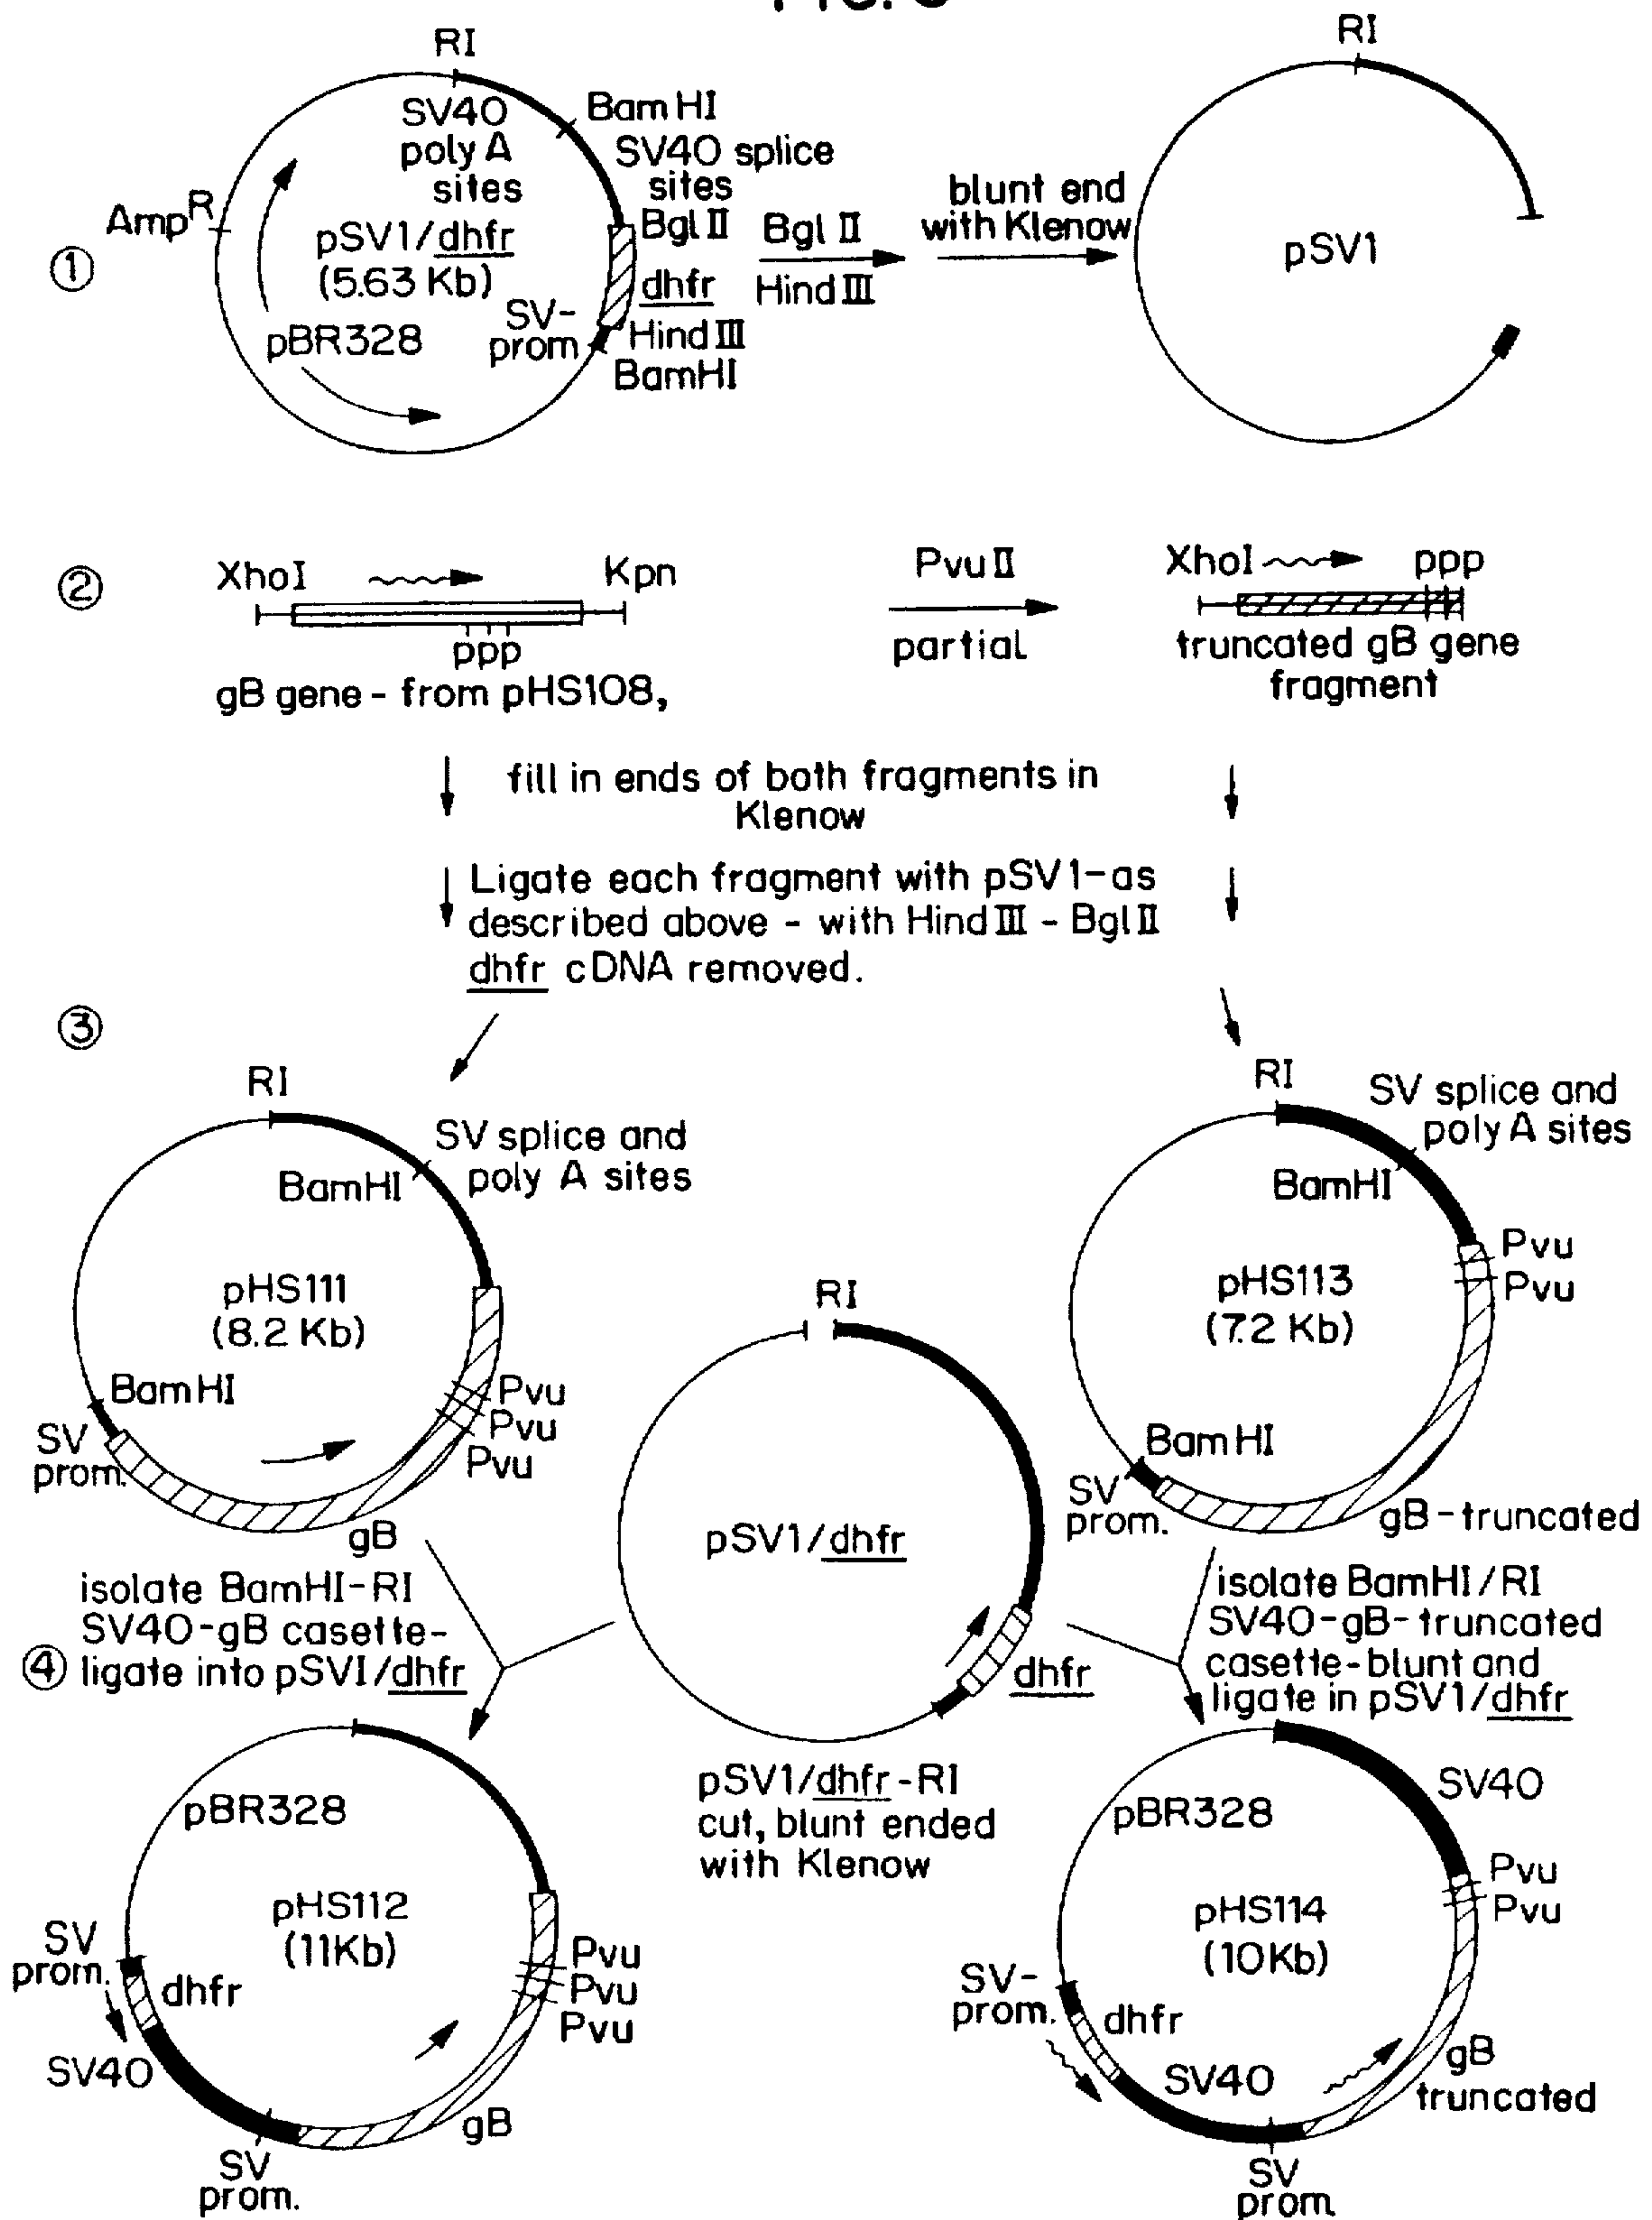 RI
SV40
poly A
sites
BamHI
SV40 splice
sites
Bgl II
AmpR
①
pSV1/dhfr
(5.63 Kb)
dhfr
SV-
prom
Hind III
BamHI
pBR328
Bgl II
Hind III
blunt end
with Klenow
RI
pSV1
②
XhoI
Kpn
ppp
gB gene - from pHS108,
Pvu II
partial
XhoI
ppp
truncated gB gene
fragment
fill in ends of both fragments in
Klenow
Ligate each fragment with pSV1-as
described above - with Hind III - Bgl II
dhfr cDNA removed.
③
RI
SV splice and
poly A sites
BamHI
pHS111
(8.2 Kb)
BamHI
SV
prom.
Pvu
Pvu
Pvu
gB
RI
pSV1/dhfr
dhfr
pSV1/dhfr-RI
cut, blunt ended
with Klenow
RI
SV splice and
poly A sites
BamHI
Pvu
Pvu
pHS113
(7.2 Kb)
BamHI
SV
prom.
gB-truncated
④
isolate BamHI-RI
SV40-gB casette-
ligate into pSVI/dhfr
isolate BamHI/RI
SV40-gB-truncated
casette-blunt and
ligate in pSV1/dhfr
pBR328
pHS112
(11Kb)
SV
prom.
dhfr
SV40
SV
prom.
gB
Pvu
Pvu
Pvu
pBR328
SV40
Pvu
Pvu
pHS114
(10Kb)
SV-
prom.
dhfr
SV40
gB
truncated
SV
prom